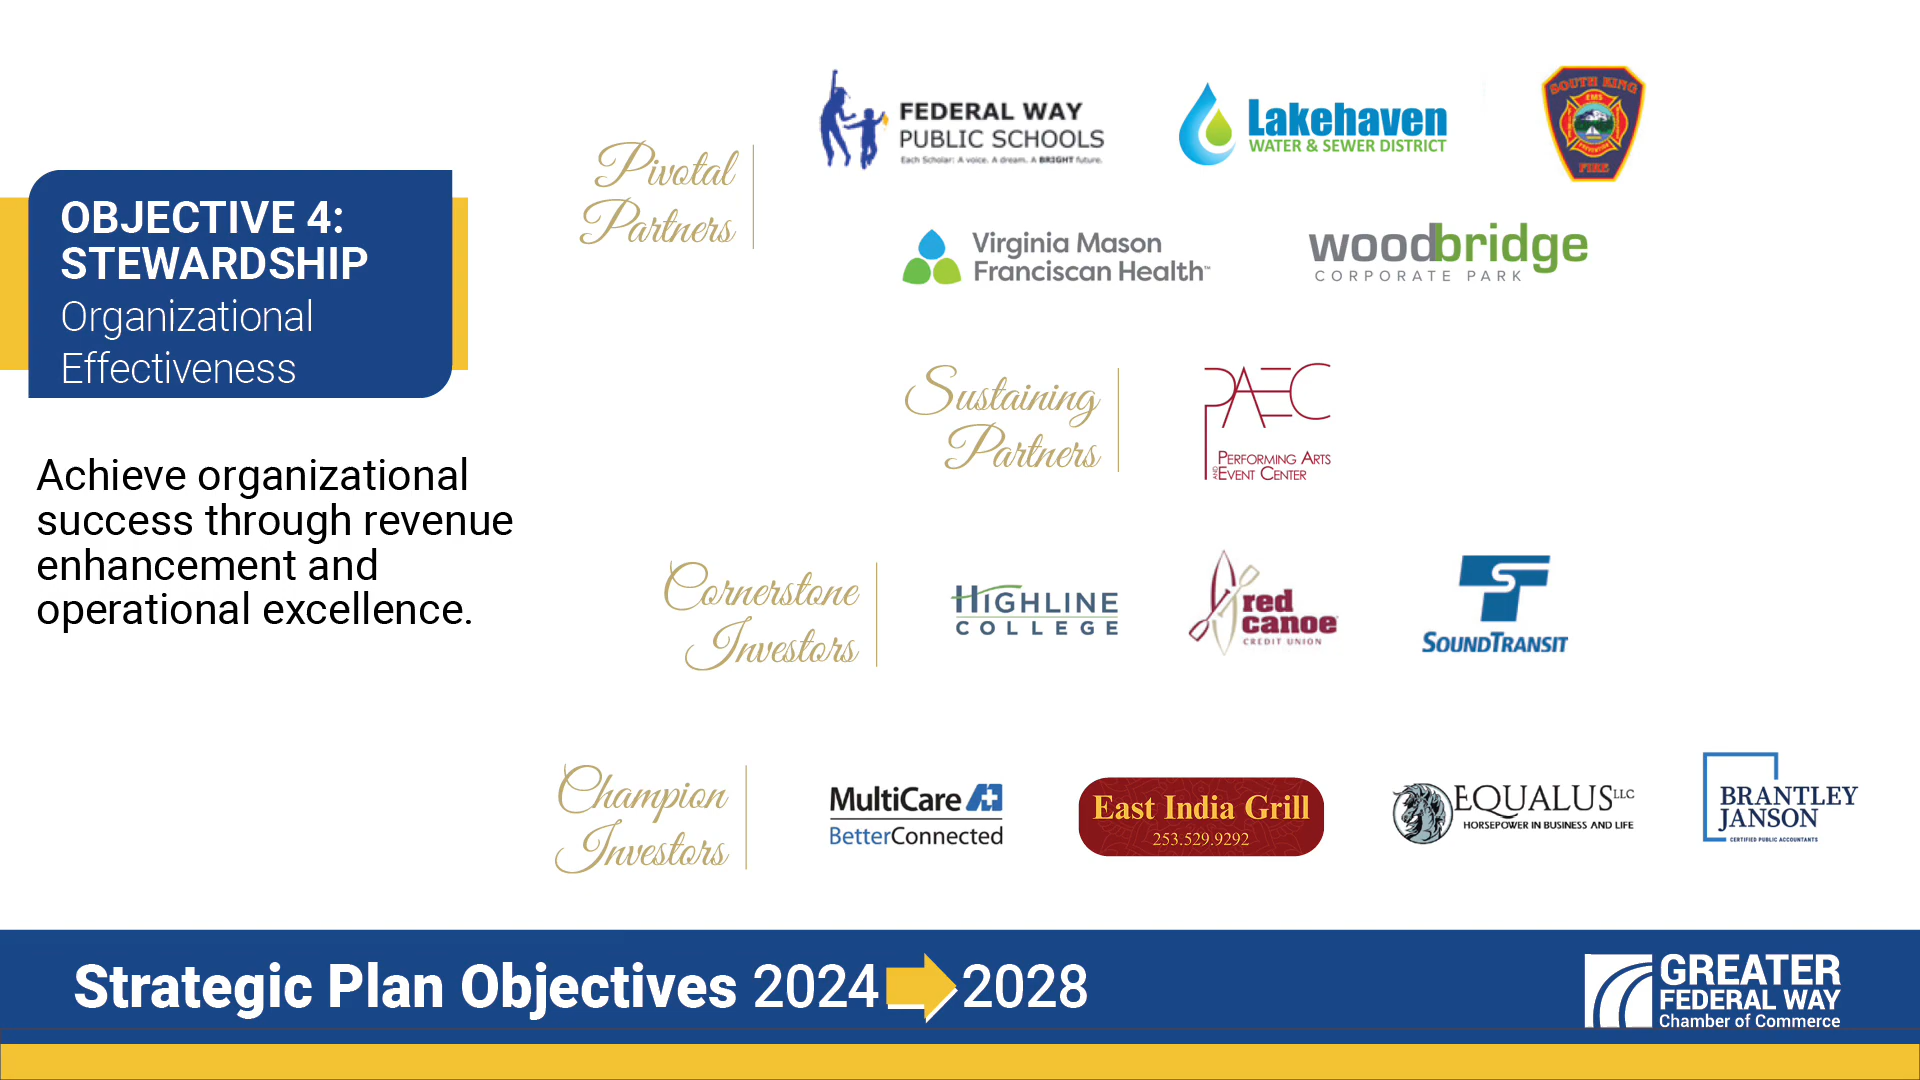 OBJECTIVE 4:
STEWARDSHIP
Organizational
Effectiveness
Achieve organizational
success through revenue
enhancement and
operational excellence.
Pivotal
Partners
FEDERAL WAY
PUBLIC SCHOOLS
Each Scholar: A voice. A dream. A BRIGHT future.
Lakehaven
WATER & SEWER DISTRICT
SOUTH KING
EMS
PREVENTION
FIRE
Virginia Mason
Franciscan Health™
woodbridge
CORPORATE PARK
Sustaining
Partners
PAEC
PERFORMING ARTS
AND EVENT CENTER
Cornerstone
Investors
HIGHLINE
COLLEGE
red
canoe
CREDIT UNION
SOUNDTRANSIT
Champion
Investors
MultiCare
BetterConnected
East India Grill
253.529.9292
EQUALUS LLC
HORSEPOWER IN BUSINESS AND LIFE
BRANTLEY
JANSON
CERTIFIED PUBLIC ACCOUNTANTS
Strategic Plan Objectives 2024 2028
GREATER
FEDERAL WAY
Chamber of Commerce